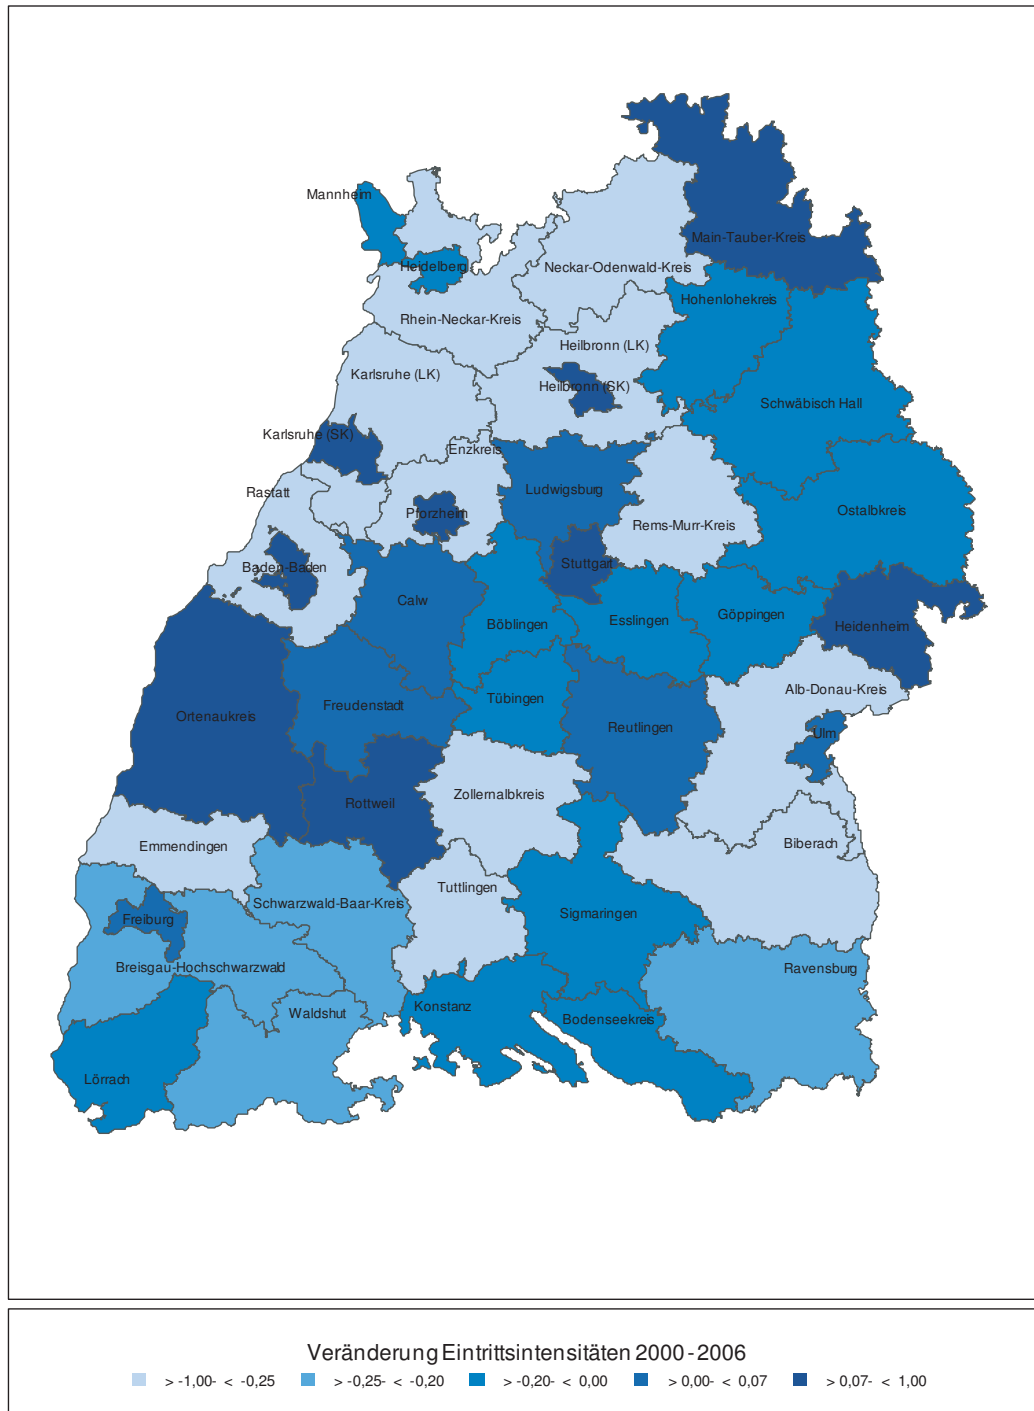 Mannheim
Main-Tauber-Kreis
Heidelberg
Neckar-Odenwald-Kreis
Hohenlohekreis
Rhein-Neckar-Kreis
Heilbronn (LK)
Karlsruhe (LK)
Heilbronn (SK)
Schwäbisch Hall
Karlsruhe (SK)
Enzkreis
Rastatt
Ludwigsburg
Pforzheim
Ostalbkreis
Rems-Murr-Kreis
Stuttgart
Baden-Baden
Calw
Böblingen
Esslingen
Göppingen
Heidenheim
Alb-Donau-Kreis
Tübingen
Freudenstadt
Ortenaukreis
Reutlingen
Ulm
Zollernalbkreis
Rottweil
Emmendingen
Biberach
Tuttlingen
Schwarzwald-Baar-Kreis
Sigmaringen
Freiburg
Breisgau-Hochschwarzwald
Ravensburg
Konstanz
Waldshut
Bodenseekreis
Lörrach
Veränderung Eintrittsintensitäten 2000 - 2006
> -1,00- < -0,25 > -0,25- < -0,20 > -0,20- < 0,00 > 0,00- < 0,07 > 0,07- < 1,00